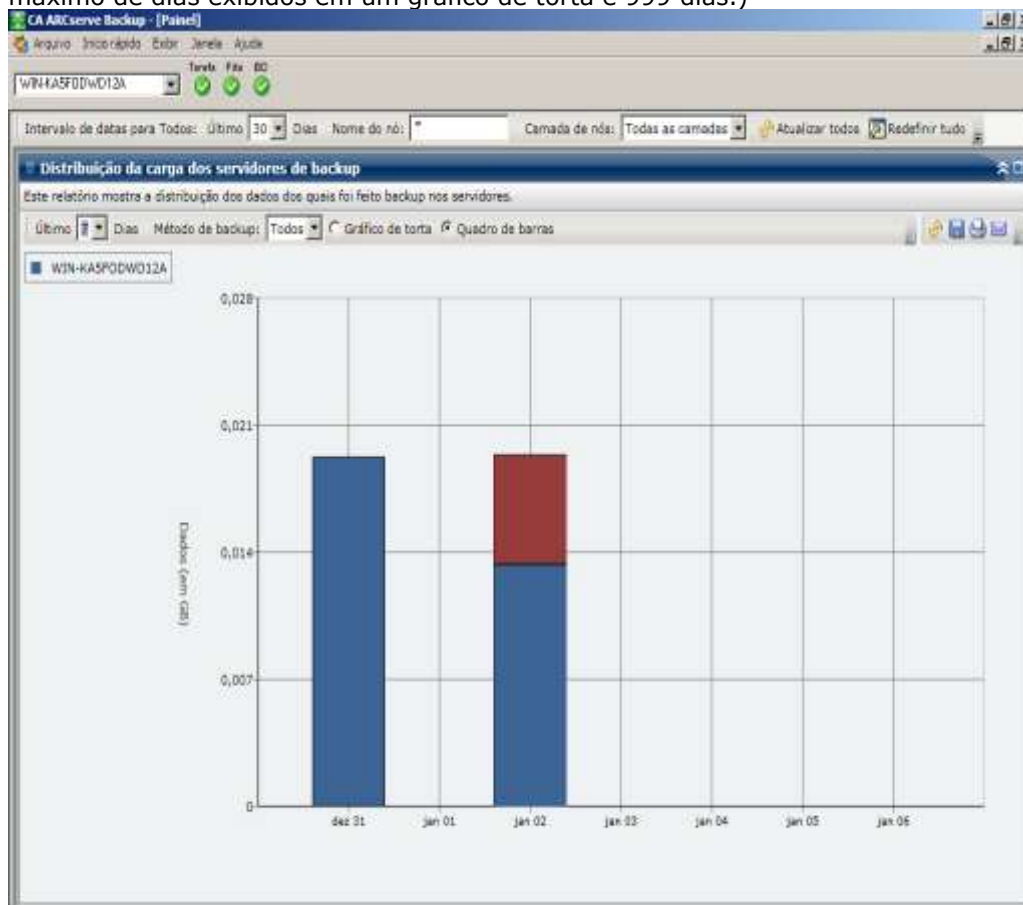 máximo de dias exibidos em um gráfico de torta é 999 dias.)
CA ARCserve Backup - [Painel]
Arquivo Início rápido Exibir Janela Ajuda
Tarefa Fita BD
WIN-KA5FODWD12A
Intervalo de datas para Todos: Último 30 Dias Nome do nó: * Camada de nós: Todas as camadas Atualizar todos Redefinir tudo
Distribuição da carga dos servidores de backup
Este relatório mostra a distribuição dos dados dos quais foi feito backup nos servidores.
Último 7 Dias Método de backup: Todos Gráfico de torta Quadro de barras
WIN-KA5FODWD12A
0,028
0,021
0,014
0,007
0
Dados (em GB)
dez 31 jan 01 jan 02 jan 03 jan 04 jan 05 jan 06